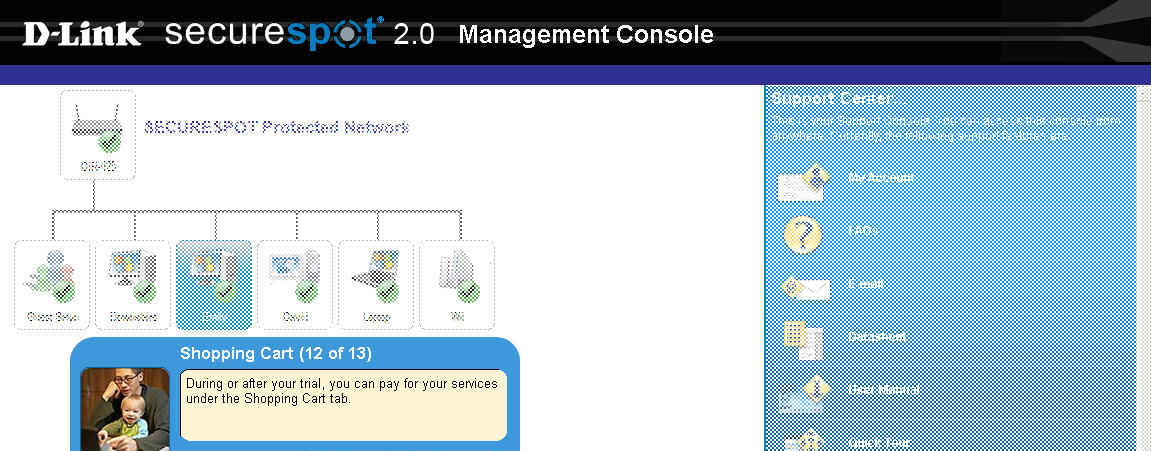 D-Link® securespot® 2.0 Management Console
SECURESPOT Protected Network
Guest Setup Downstairs Emily David Laptop Wii
Shopping Cart (12 of 13)
During or after your trial, you can pay for your services
under the Shopping Cart tab.
Support Center...
This is your Support Console. You can access this console from
anywhere. Currently, the following support features are:
My Account
FAQs
E-mail
Datasheet
User Manual
Quick Tour